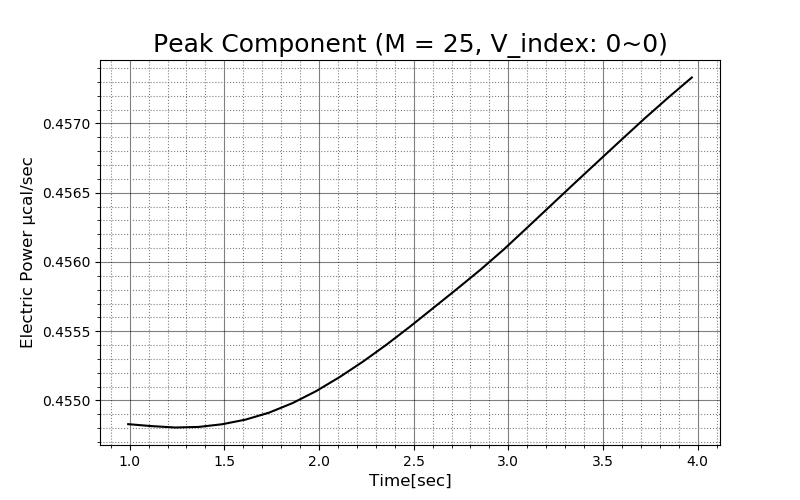 Peak Component (M = 25, V_index: 0~0)
Electric Power μcal/sec
0.4570
0.4565
0.4560
0.4555
0.4550
1.0 1.5 2.0 2.5 3.0 3.5 4.0
Time[sec]